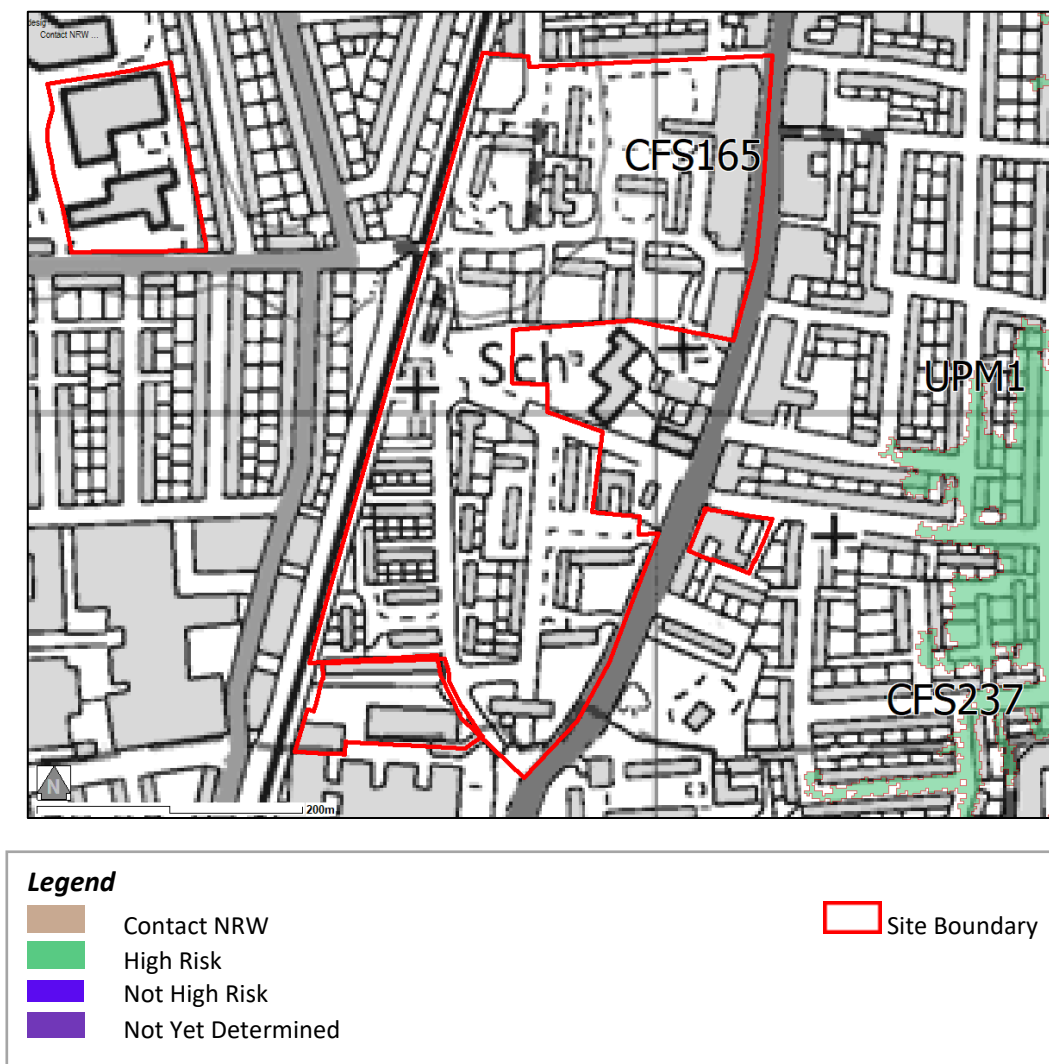 desig
Contact NRW ...
CFS165
Sch
UPM1
CFS237
N
200m
Legend
Contact NRW
High Risk
Not High Risk
Not Yet Determined
Site Boundary